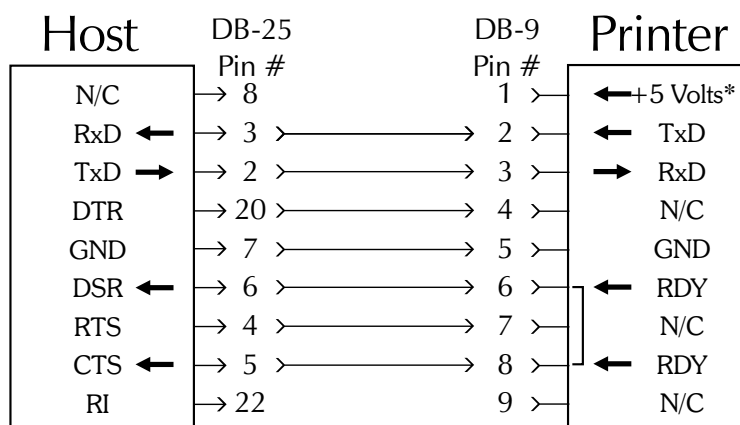 Host DB-25 DB-9 Printer
Pin # Pin #
N/C 8 1 +5 Volts*
RxD 3 2 TxD
TxD 2 3 RxD
DTR 20 4 N/C
GND 7 5 GND
DSR 6 6 RDY
RTS 4 7 N/C
CTS 5 8 RDY
RI 22 9 N/C